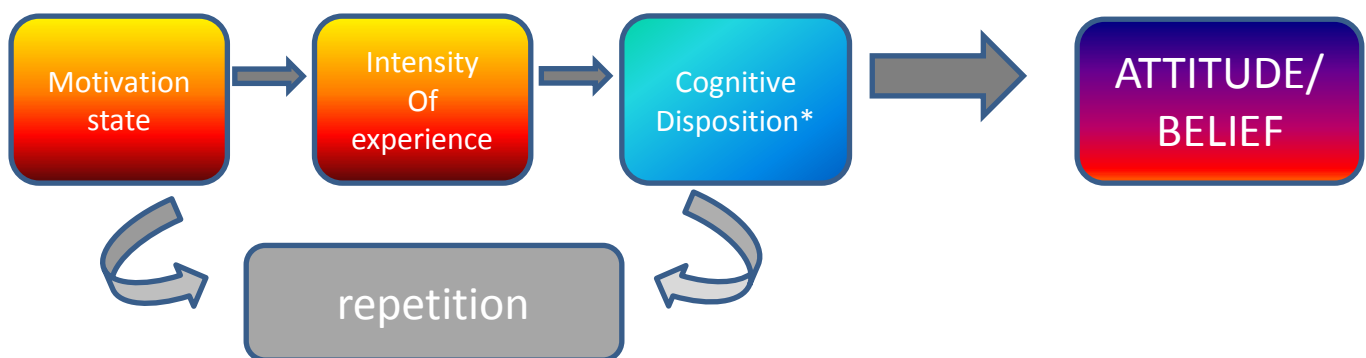 Motivation
state
Intensity
Of
experience
Cognitive
Disposition*
ATTITUDE/
BELIEF
repetition